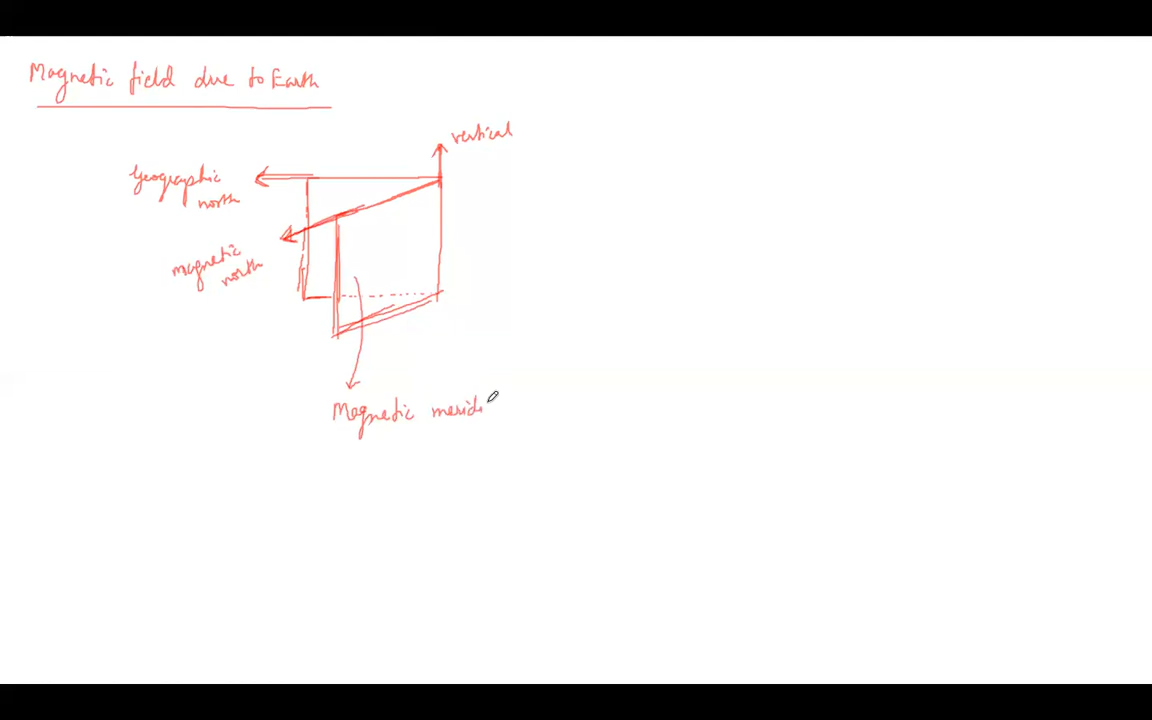 Magnetic field due to Earth
vertical
Geographic
north
magnetic
north
Magnetic meridi